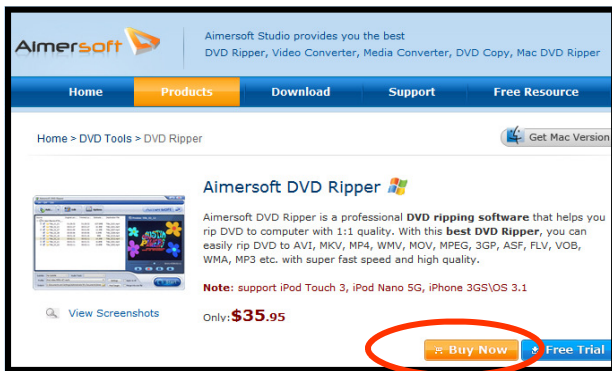 Aimersoft
Aimersoft Studio provides you the best
DVD Ripper, Video Converter, Media Converter, DVD Copy, Mac DVD Ripper
Home Products Download Support Free Resource
Home > DVD Tools > DVD Ripper
Get Mac Version
Aimersoft DVD Ripper
Aimersoft DVD Ripper is a professional DVD ripping software that helps you
rip DVD to computer with 1:1 quality. With this best DVD Ripper, you can
easily rip DVD to AVI, MKV, MP4, WMV, MOV, MPEG, 3GP, ASF, FLV, VOB,
WMA, MP3 etc. with super fast speed and high quality.
Note: support iPod Touch 3, iPod Nano 5G, iPhone 3GS\OS 3.1
View Screenshots
Only:$35.95
Buy Now
Free Trial